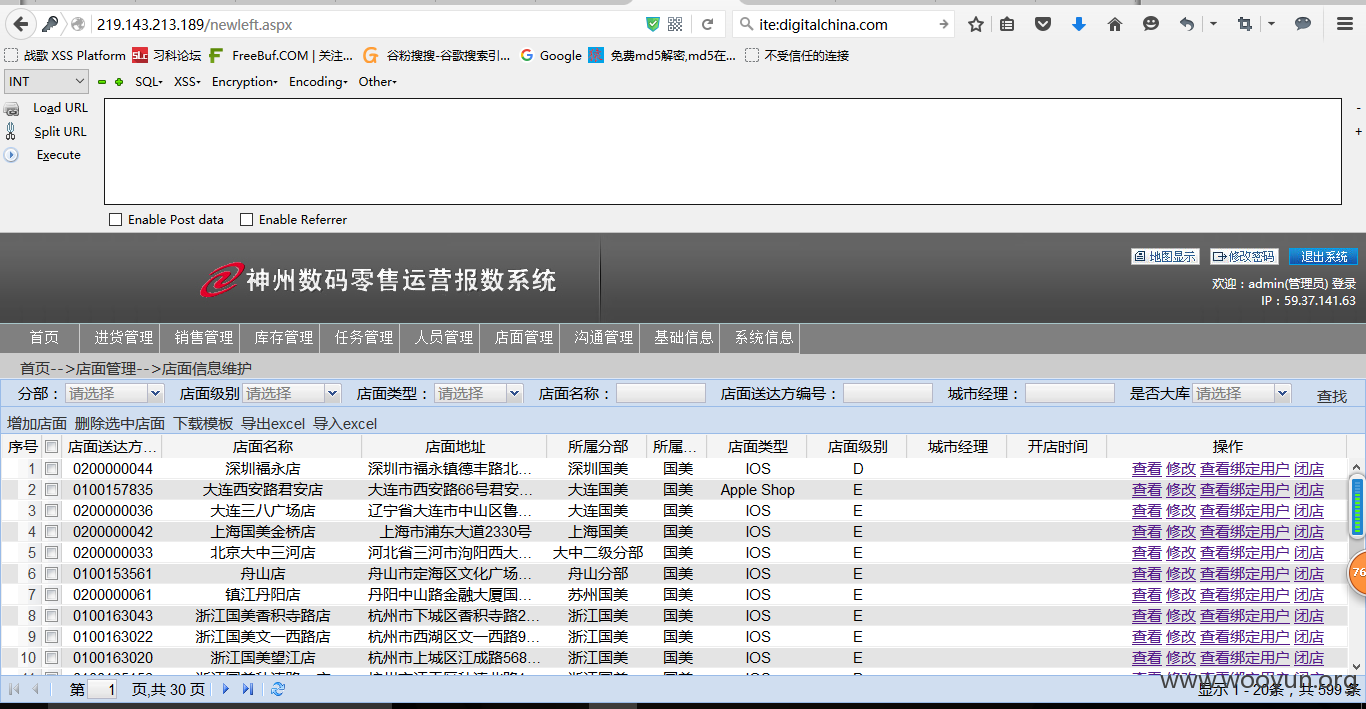 219.143.213.189/newleft.aspx ite:digitalchina.com
战歌 XSS Platform 习科论坛 FreeBuf.COM | 关注... 谷粉搜搜-谷歌搜索引... Google 免费md5解密,md5在... 不受信任的连接
INT SQL XSS Encryption Encoding Other
Load URL
Split URL
Execute
Enable Post data Enable Referrer
神州数码零售运营报数系统
地图显示 修改密码 退出系统
欢迎：admin(管理员) 登录
IP：59.37.141.63
首页 进货管理 销售管理 库存管理 任务管理 人员管理 店面管理 沟通管理 基础信息 系统信息
首页-->店面管理-->店面信息维护
分部： 请选择 店面级别 请选择 店面类型： 请选择 店面名称： 店面送达方编号： 城市经理： 是否大库 请选择 查找
增加店面 删除选中店面 下载模板 导出excel 导入excel
序号 店面送达方... 店面名称 店面地址 所属分部 所属... 店面类型 店面级别 城市经理 开店时间 操作
1 0200000044 深圳福永店 深圳市福永镇德丰路北... 深圳国美 国美 IOS D 查看 修改 查看绑定用户 闭店
2 0100157835 大连西安路君安店 大连市西安路66号君安... 大连国美 国美 Apple Shop E 查看 修改 查看绑定用户 闭店
3 0200000036 大连三八广场店 辽宁省大连市中山区鲁... 大连国美 国美 IOS E 查看 修改 查看绑定用户 闭店
4 0200000042 上海国美金桥店 上海市浦东大道2330号 上海国美 国美 IOS E 查看 修改 查看绑定用户 闭店
5 0200000033 北京大中三河店 河北省三河市泃阳西大... 大中二级分部 国美 IOS E 查看 修改 查看绑定用户 闭店
6 0100153561 舟山店 舟山市定海区文化广场... 舟山分部 国美 IOS E 查看 修改 查看绑定用户 闭店
7 0200000061 镇江丹阳店 丹阳中山路金融大厦国... 苏州国美 国美 IOS E 查看 修改 查看绑定用户 闭店
8 0100163043 浙江国美香积寺路店 杭州市下城区香积寺路2... 浙江国美 国美 IOS E 查看 修改 查看绑定用户 闭店
9 0100163022 浙江国美文一西路店 杭州市西湖区文一西路9... 浙江国美 国美 IOS E 查看 修改 查看绑定用户 闭店
10 0100163020 浙江国美望江店 杭州市上城区江成路568... 浙江国美 国美 IOS E 查看 修改 查看绑定用户 闭店
76
第 1 页,共 30 页 显示 1 - 20条，共 599 条
www.wooyun.org